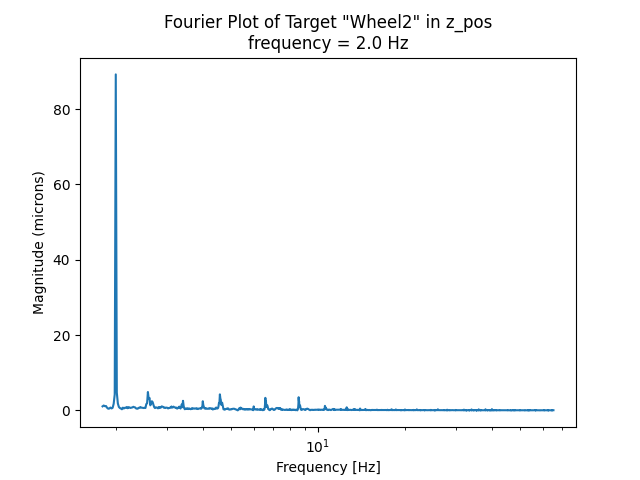 Fourier Plot of Target "Wheel2" in z_pos
frequency = 2.0 Hz
80
60
40
20
0
Magnitude (microns)
10¹
Frequency [Hz]